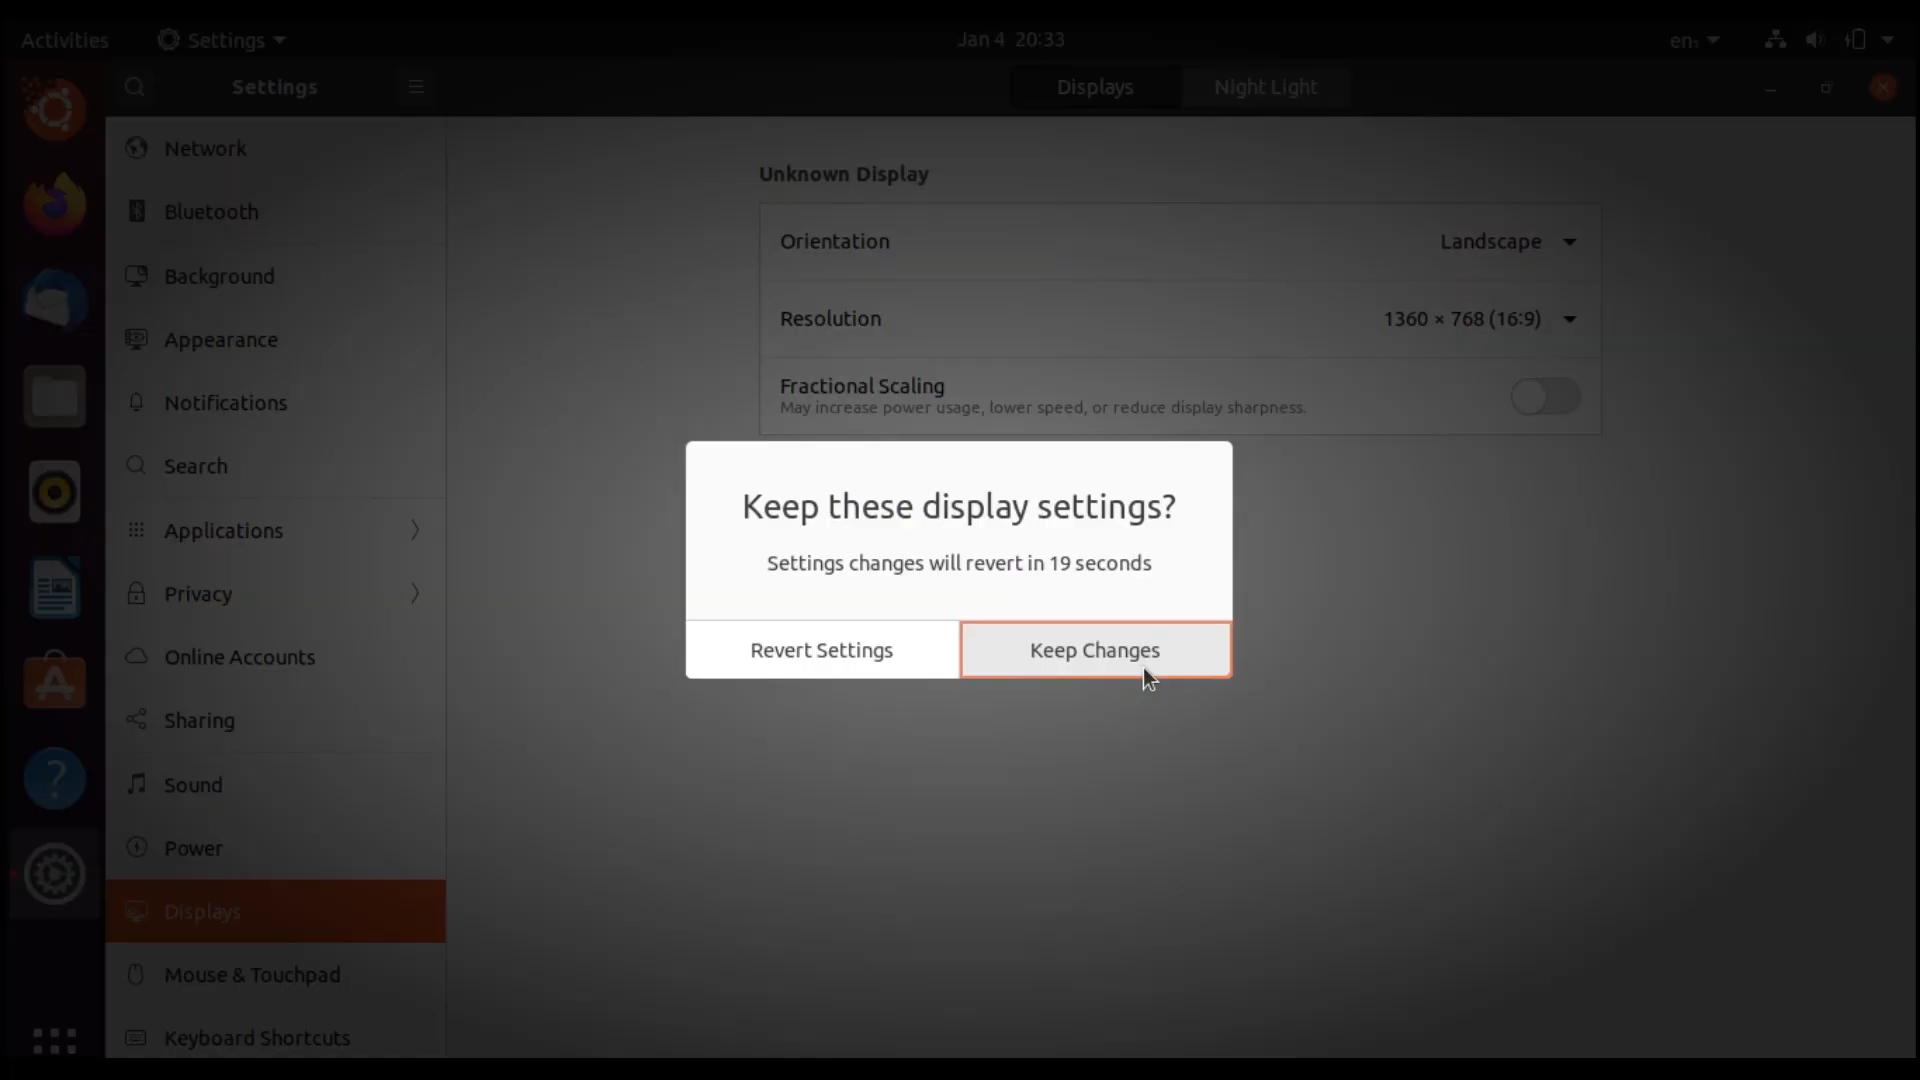 Activities
Settings
Jan 4 20:33
en₁
Settings
Displays
Night Light
Network
Bluetooth
Background
Appearance
Notifications
Search
Applications
Privacy
Online Accounts
Sharing
Sound
Power
Displays
Mouse & Touchpad
Keyboard Shortcuts
Unknown Display
Orientation
Landscape
Resolution
1360 × 768 (16:9)
Fractional Scaling
May increase power usage, lower speed, or reduce display sharpness.
Keep these display settings?
Settings changes will revert in 19 seconds
Revert Settings
Keep Changes